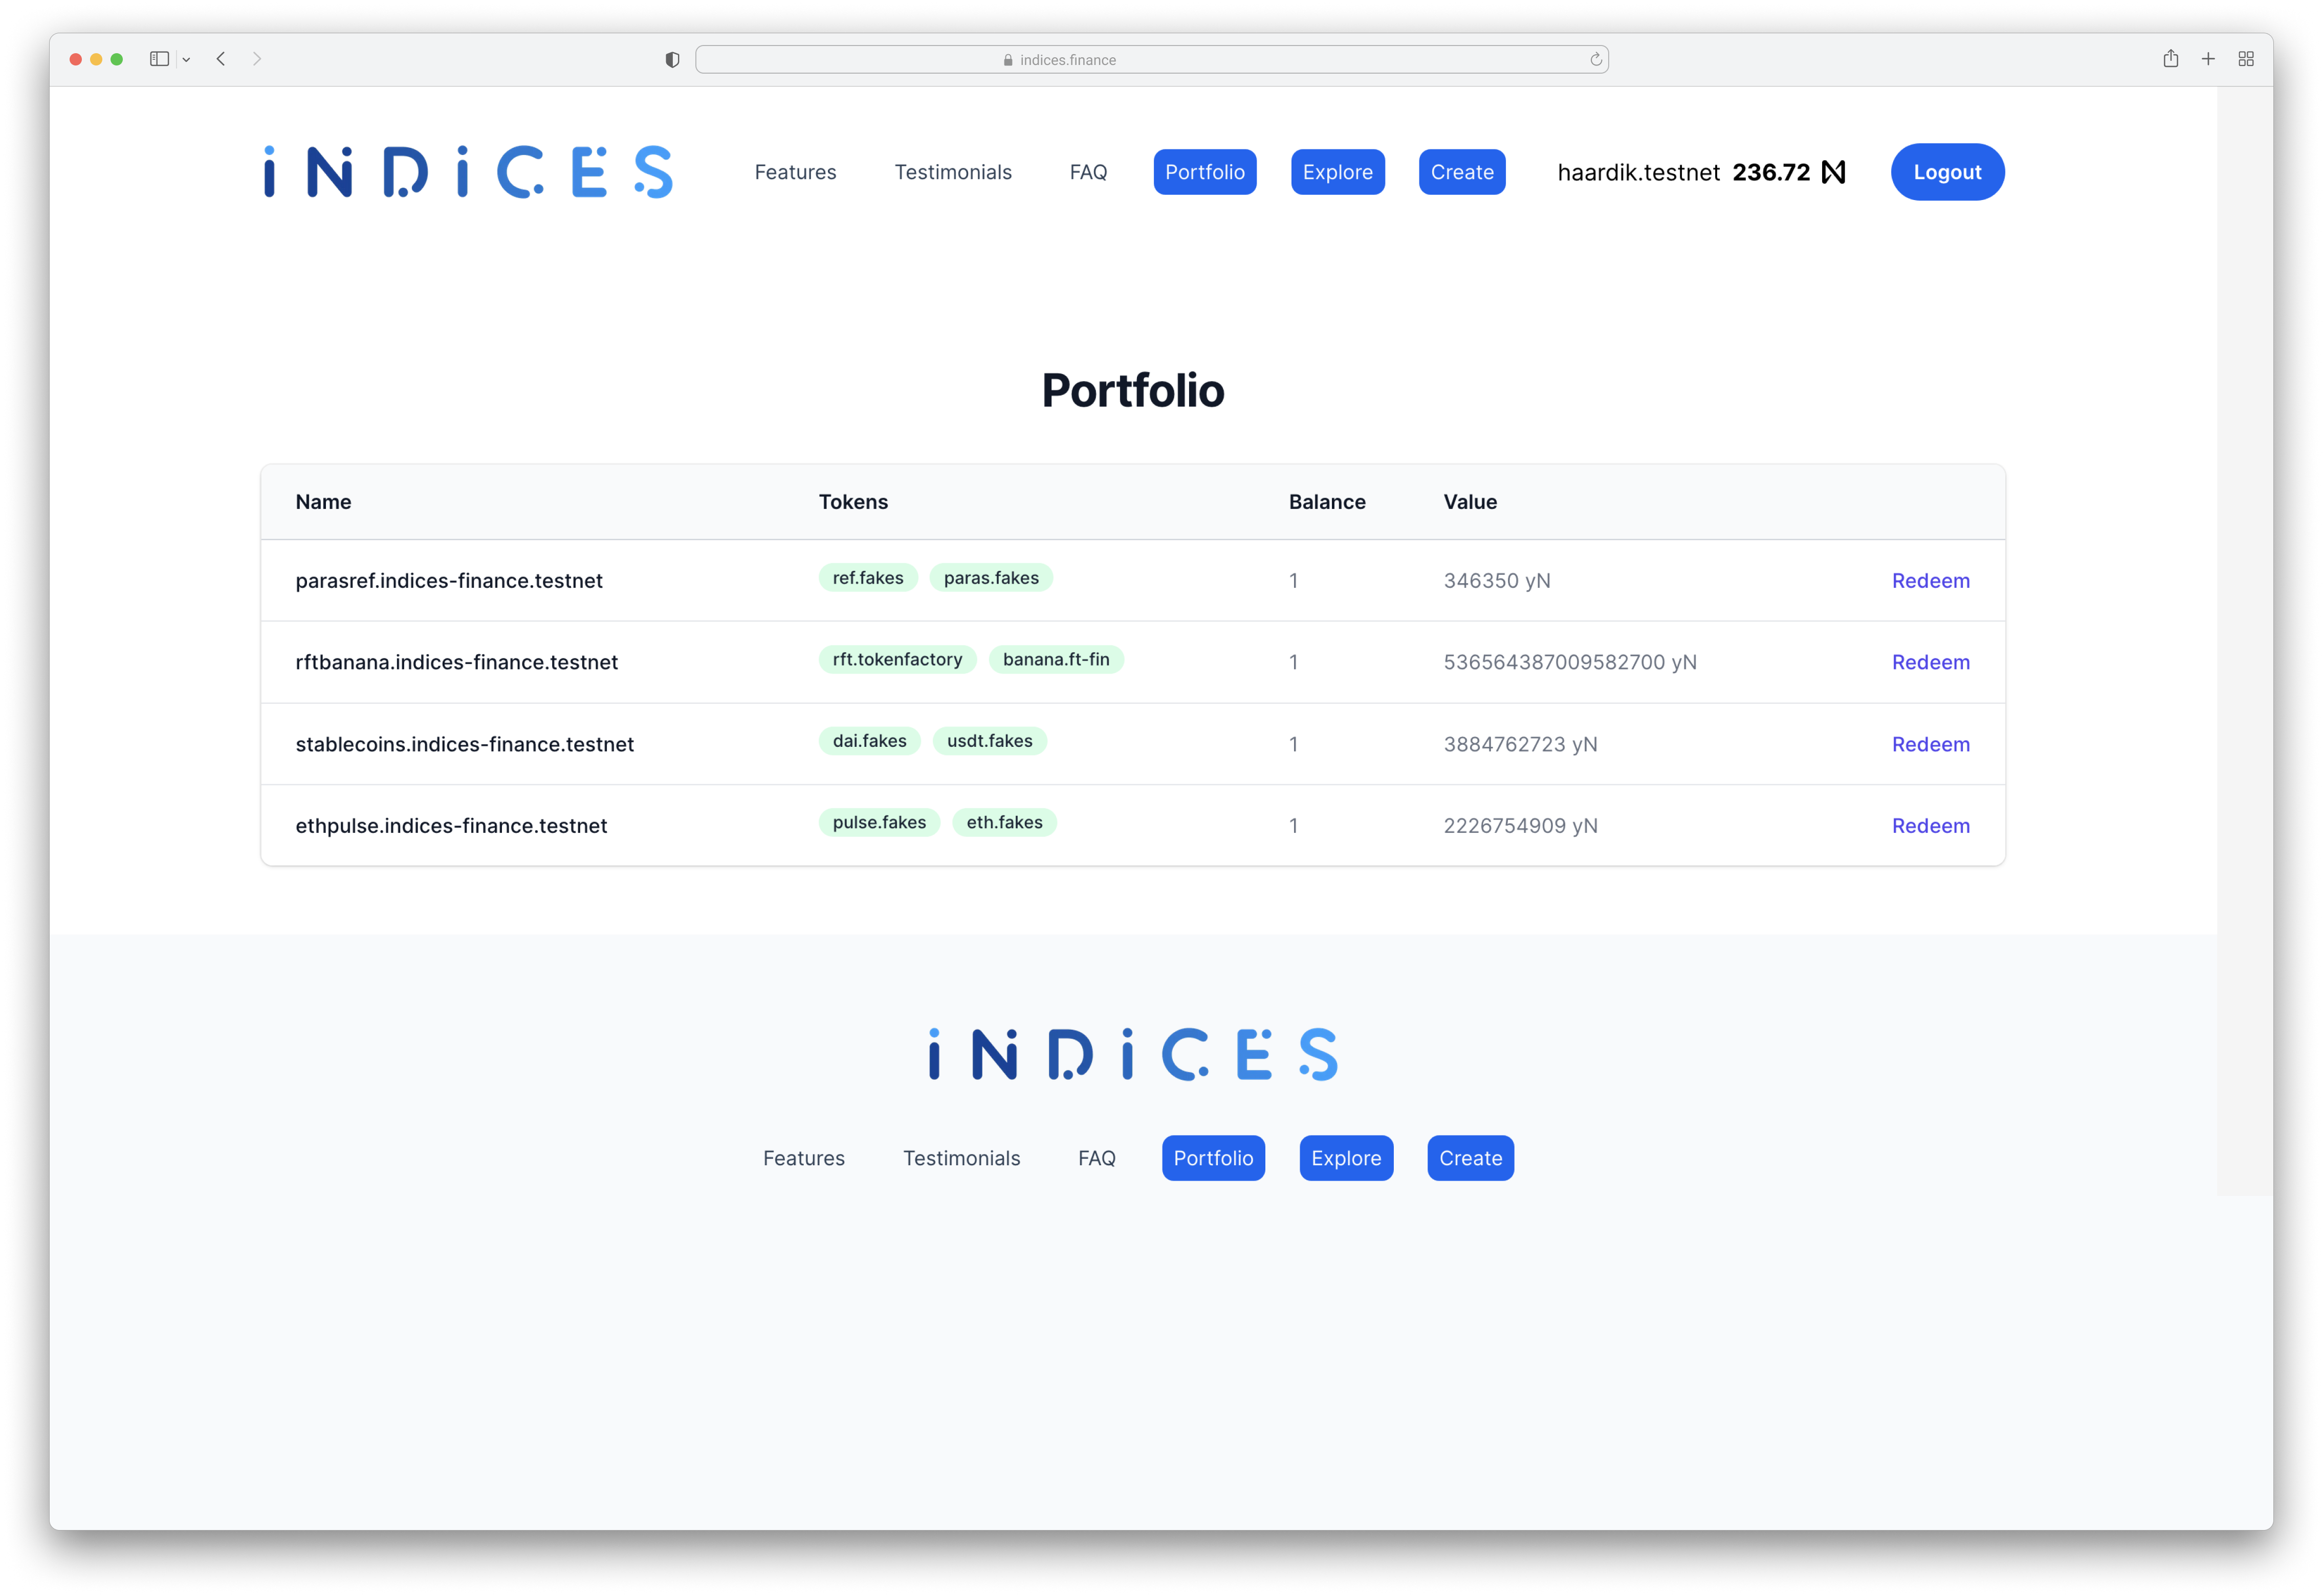 indices.finance
iNDiCES Features Testimonials FAQ Portfolio Explore Create haardik.testnet 236.72 N Logout
Portfolio
Name Tokens Balance Value
parasref.indices-finance.testnet ref.fakes paras.fakes 1 346350 yN Redeem
rftbanana.indices-finance.testnet rft.tokenfactory banana.ft-fin 1 536564387009582700 yN Redeem
stablecoins.indices-finance.testnet dai.fakes usdt.fakes 1 3884762723 yN Redeem
ethpulse.indices-finance.testnet pulse.fakes eth.fakes 1 2226754909 yN Redeem
iNDiCES
Features Testimonials FAQ Portfolio Explore Create